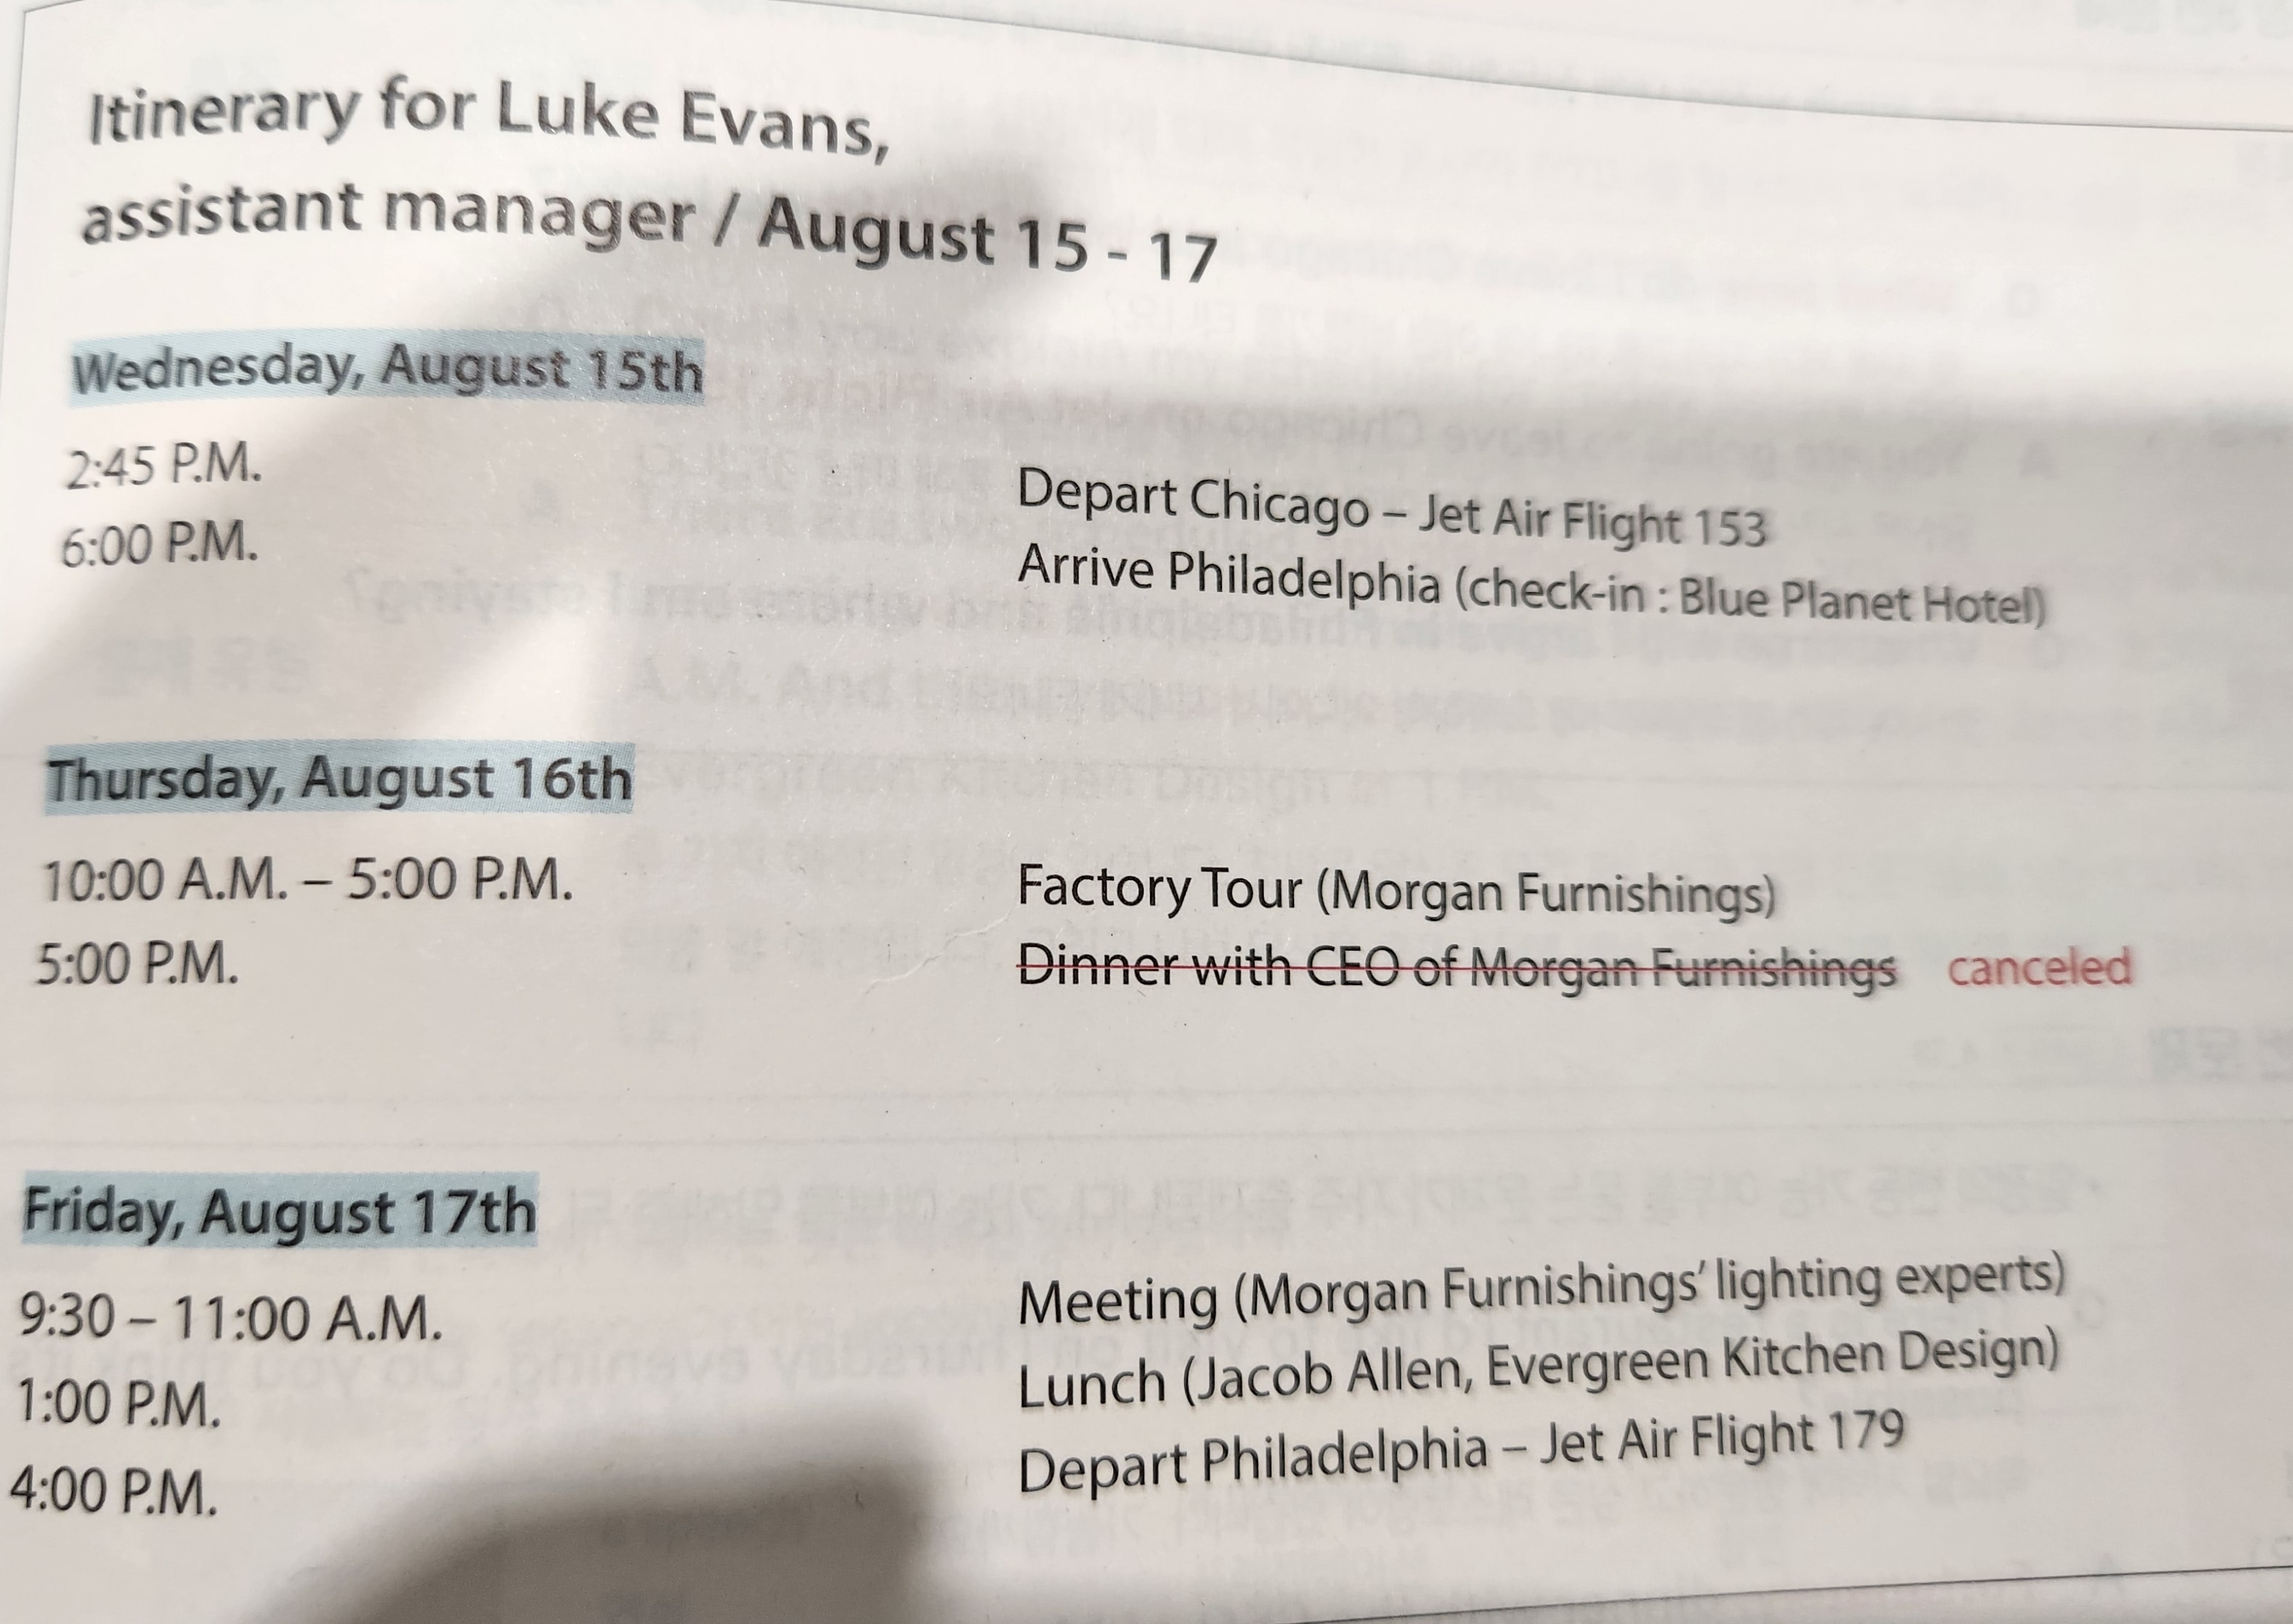 Itinerary for Luke Evans,
assistant manager / August 15 - 17
Wednesday, August 15th
2:45 P.M. Depart Chicago – Jet Air Flight 153
6:00 P.M. Arrive Philadelphia (check-in : Blue Planet Hotel)
Thursday, August 16th
10:00 A.M. – 5:00 P.M. Factory Tour (Morgan Furnishings)
5:00 P.M. Dinner with CEO of Morgan Furnishings canceled
Friday, August 17th
9:30 – 11:00 A.M. Meeting (Morgan Furnishings’ lighting experts)
1:00 P.M. Lunch (Jacob Allen, Evergreen Kitchen Design)
4:00 P.M. Depart Philadelphia – Jet Air Flight 179